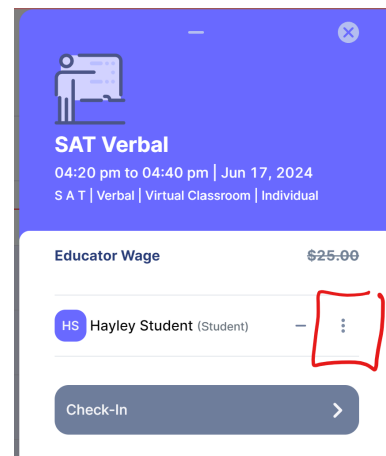 SAT Verbal
04:20 pm to 04:40 pm | Jun 17, 2024
S A T | Verbal | Virtual Classroom | Individual
Educator Wage $25.00
HS Hayley Student (Student) –
Check-In